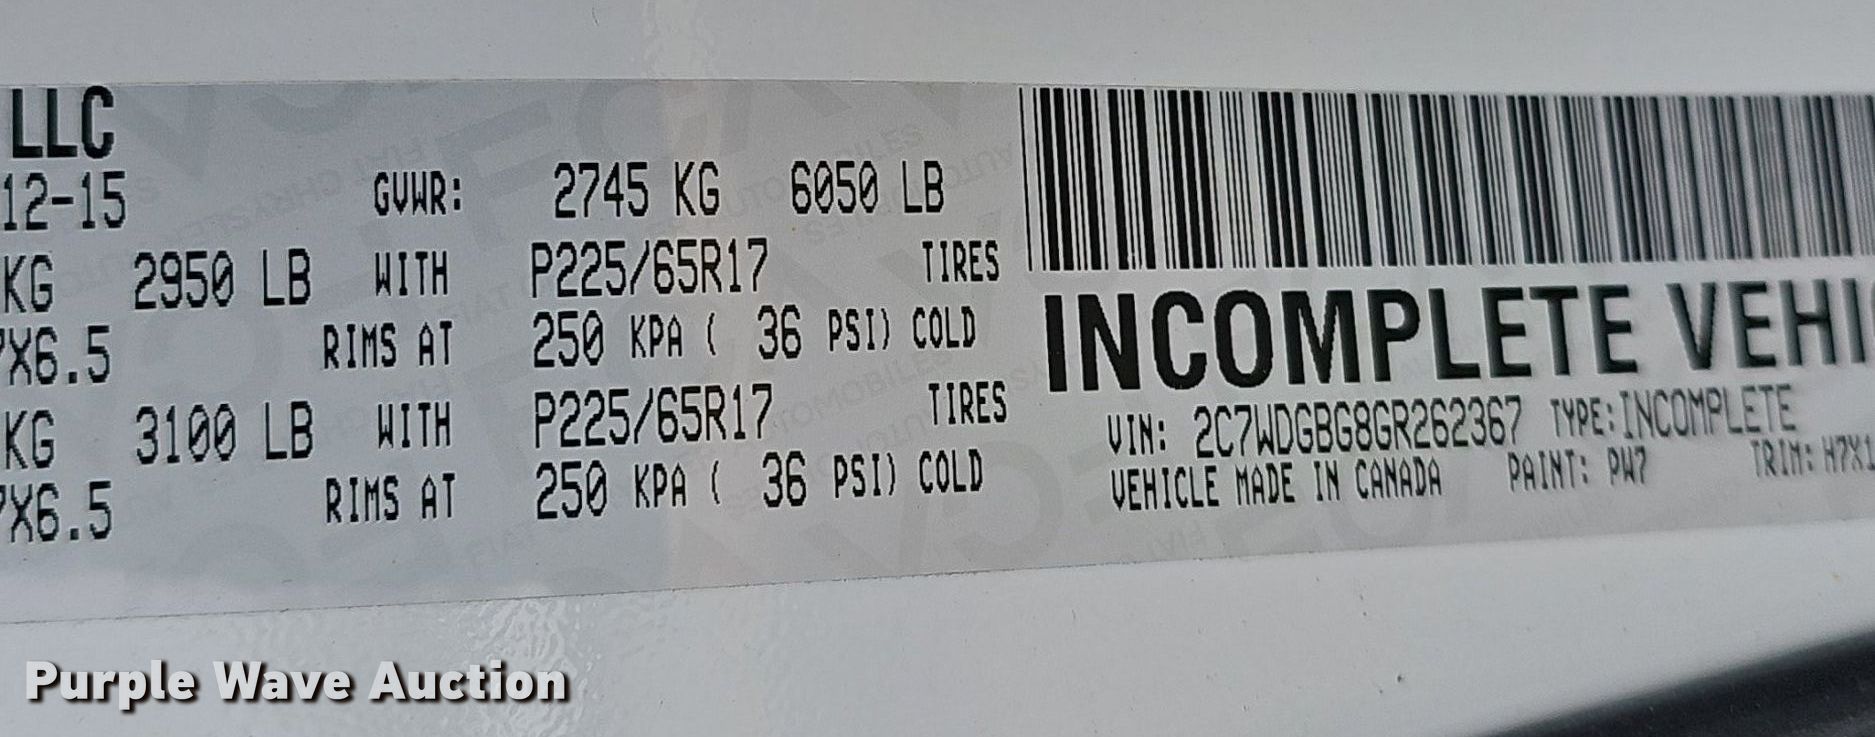 LLC
12-15 GVWR: 2745 KG 6050 LB
KG 2950 LB WITH P225/65R17 TIRES
X6.5 RIMS AT 250 KPA ( 36 PSI) COLD
KG 3100 LB WITH P225/65R17 TIRES
X6.5 RIMS AT 250 KPA ( 36 PSI) COLD
INCOMPLETE VEHI
VIN: 2C7WDGBG8GR262367 TYPE: INCOMPLETE
VEHICLE MADE IN CANADA PAINT: PW7 TRIM: H7X1
Purple Wave Auction